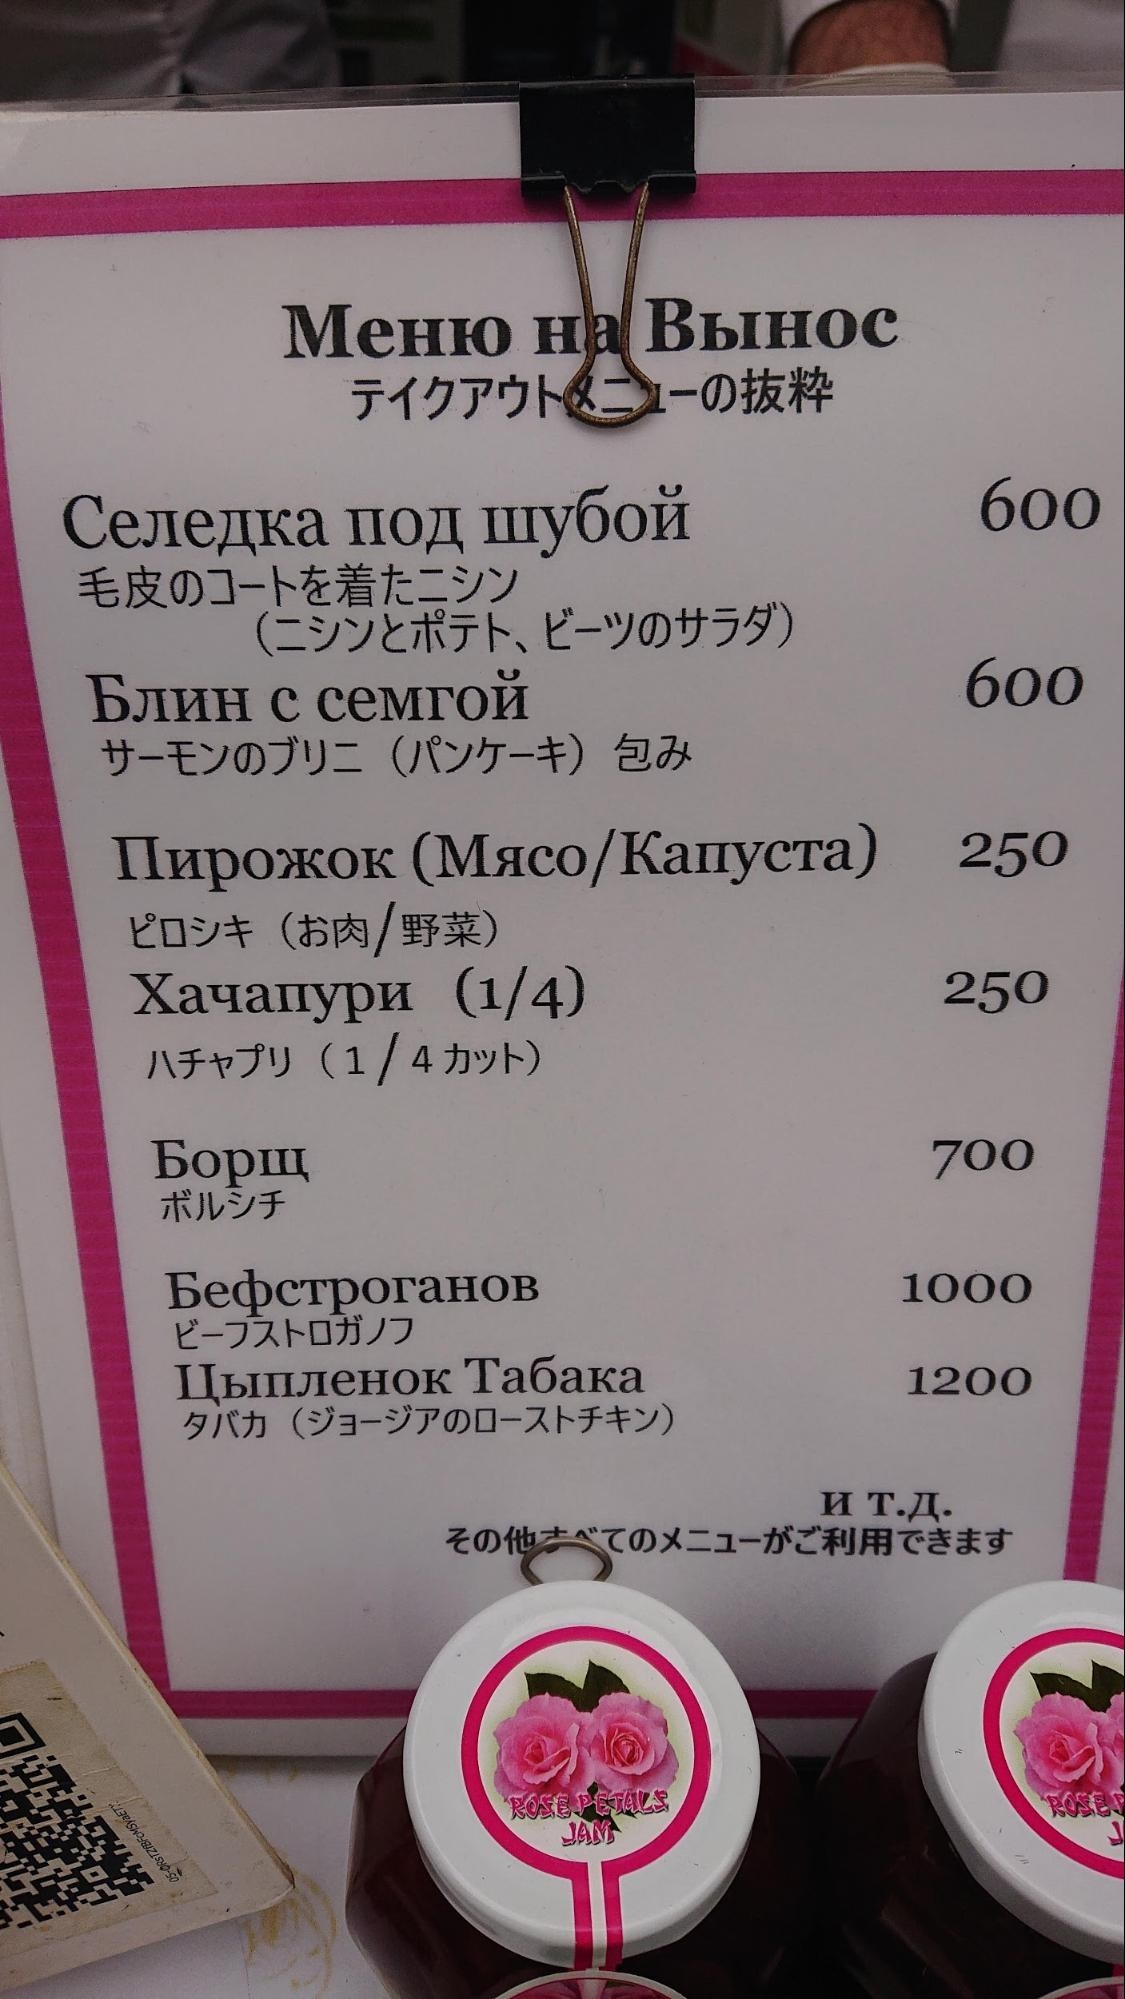 Меню на Вынос
テイクアウトメニューの抜粋
Селедка под шубой 600
毛皮のコートを着たニシン
(ニシンとポテト、ビーツのサラダ)
Блин с семгой 600
サーモンのブリニ（パンケーキ）包み
Пирожок (Мясо/Капуста) 250
ピロシキ（お肉/野菜）
Хачапури (1/4) 250
ハチャプリ（1/4カット）
Борщ 700
ボルシチ
Бефстроганов 1000
ビーフストロガノフ
Цыпленок Табака 1200
タバカ（ジョージアのローストチキン）
и т.д.
その他すべてのメニューがご利用できます
ROSE PETALS
JAM